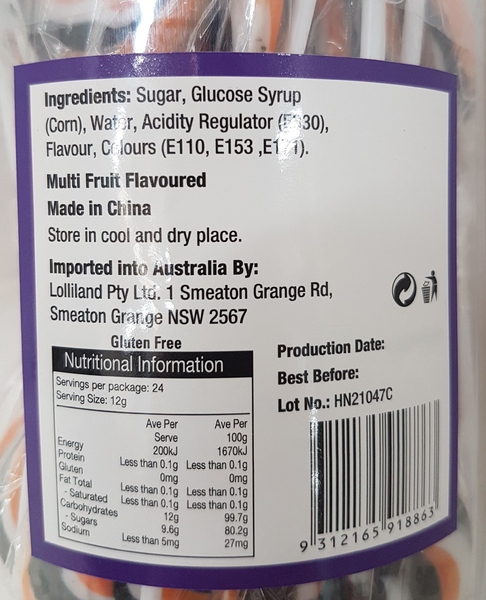 Ingredients: Sugar, Glucose Syrup
(Corn), Water, Acidity Regulator
Flavour, Colours (E110, E153
Multi Fruit Flavoured
Made in China
Store in cool and dry place.
Imported into Australia By:
Lolliland Pty Ltd. 1 Smeaton Grange Rd,
Smeaton Grange NSW 2567
Gluten Free
Nutritional Information
Servings per package: 24
Serving Size: 12g
Ave Per Serve Ave Per 100g
Energy 200kJ 1670kJ
Protein Less than 0.1g Less than 0.1g
Gluten 0mg 0mg
Fat Total Less than 0.1g Less than 0.1g
- Saturated Less than 0.1g Less than 0.1g
Carbohydrates 12g 99.7g
- Sugars 9.6g 80.2g
Sodium Less than 5mg 27mg
Production Date:
Best Before:
Lot No.: HN21047C
9 312165 918863